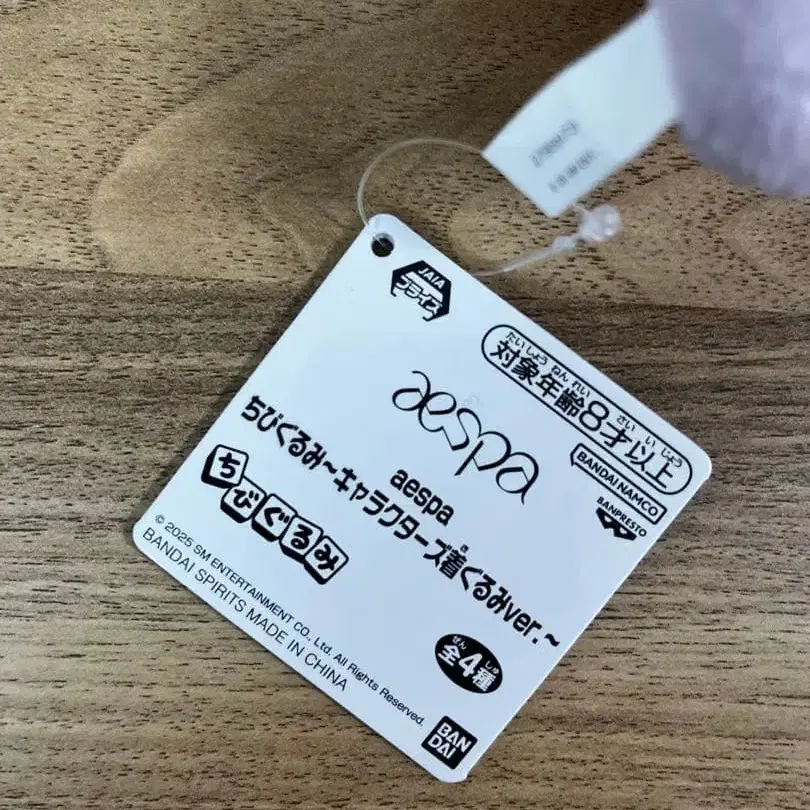 JAIA
プライズ
たいしょうねんれい さいいじょう
対象年齢8才以上
aespa
BANDAI NAMCO
BANPRESTO
aespa
ちびぐるみ～キャラクターズ着ぐるみver.～
き
ちびぐるみ
ぜん しゅ
全4種
© 2025 SM ENTERTAINMENT CO., Ltd. All Rights Reserved.
BANDAI SPIRITS MADE IN CHINA
BAN
DAI